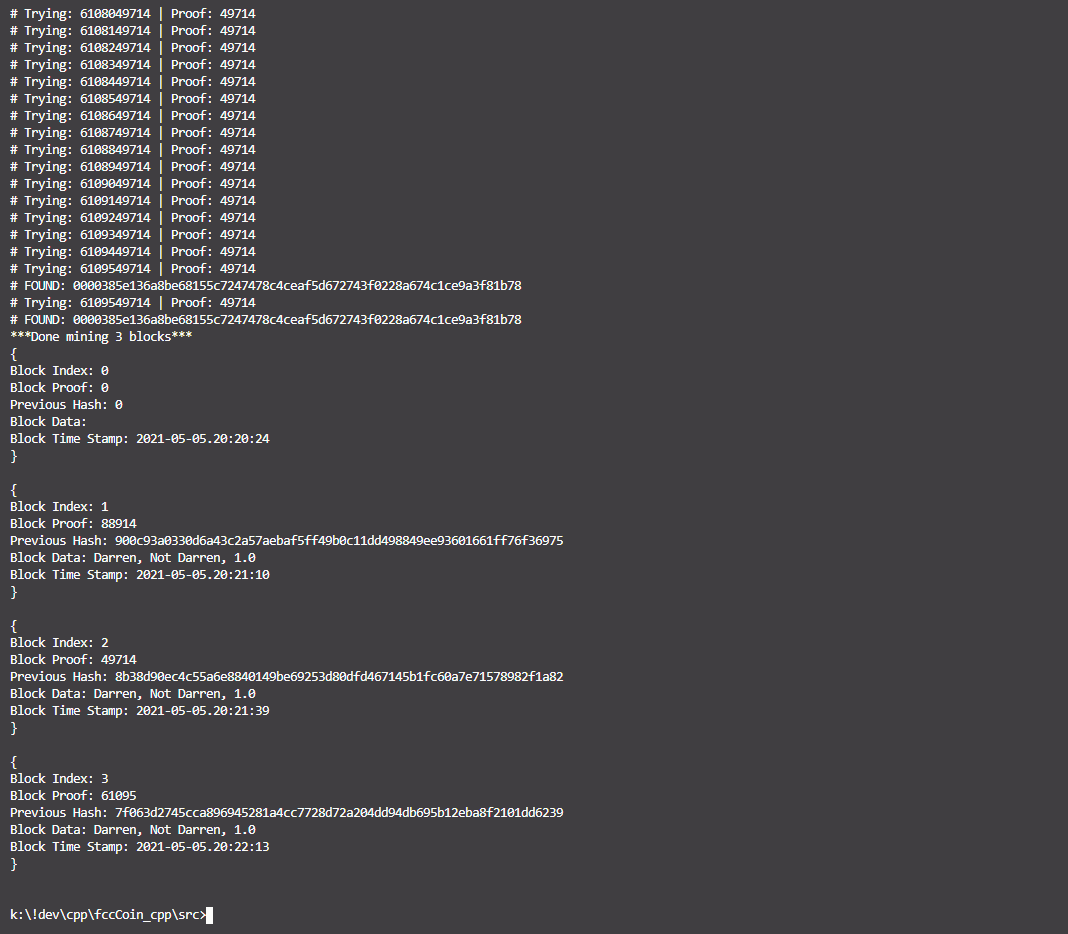 # Trying: 6108049714 | Proof: 49714
# Trying: 6108149714 | Proof: 49714
# Trying: 6108249714 | Proof: 49714
# Trying: 6108349714 | Proof: 49714
# Trying: 6108449714 | Proof: 49714
# Trying: 6108549714 | Proof: 49714
# Trying: 6108649714 | Proof: 49714
# Trying: 6108749714 | Proof: 49714
# Trying: 6108849714 | Proof: 49714
# Trying: 6108949714 | Proof: 49714
# Trying: 6109049714 | Proof: 49714
# Trying: 6109149714 | Proof: 49714
# Trying: 6109249714 | Proof: 49714
# Trying: 6109349714 | Proof: 49714
# Trying: 6109449714 | Proof: 49714
# Trying: 6109549714 | Proof: 49714
# FOUND: 0000385e136a8be68155c7247478c4ceaf5d672743f0228a674c1ce9a3f81b78
# Trying: 6109549714 | Proof: 49714
# FOUND: 0000385e136a8be68155c7247478c4ceaf5d672743f0228a674c1ce9a3f81b78
***Done mining 3 blocks***
{
Block Index: 0
Block Proof: 0
Previous Hash: 0
Block Data:
Block Time Stamp: 2021-05-05.20:20:24
}
{
Block Index: 1
Block Proof: 88914
Previous Hash: 900c93a0330d6a43c2a57aebaf5ff49b0c11dd498849ee93601661ff76f36975
Block Data: Darren, Not Darren, 1.0
Block Time Stamp: 2021-05-05.20:21:10
}
{
Block Index: 2
Block Proof: 49714
Previous Hash: 8b38d90ec4c55a6e8840149be69253d80dfd467145b1fc60a7e71578982f1a82
Block Data: Darren, Not Darren, 1.0
Block Time Stamp: 2021-05-05.20:21:39
}
{
Block Index: 3
Block Proof: 61095
Previous Hash: 7f063d2745cca896945281a4cc7728d72a204dd94db695b12eba8f2101dd6239
Block Data: Darren, Not Darren, 1.0
Block Time Stamp: 2021-05-05.20:22:13
}
k:\!dev\cpp\fccCoin_cpp\src>